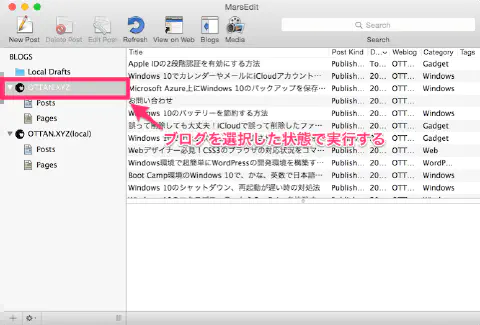 MarsEdit
New Post Delete Post Edit Post Refresh View on Web Blogs Media
Search
Search
BLOGS
Local Drafts
OTTAN.XYZ
Posts
Pages
OTTAN.XYZ(local)
Posts
Pages
Title Post Kind D... Weblog Category Tags
Apple IDの2段階認証を有効にする方法 Publish... To... OTT... Gadget
Windows 10でカレンダーやメールにiCloudアカウント… Publish... 20... OTT... Windows
Microsoft Azure上にWindows 10のバックアップを保存… Publish... 20... OTT... Windows
お問い合わせ Publish... 20... OTT...
Windows 10のバッテリーを節約する方法 Publish... 20... OTT... Windows
誤って削除しても大丈夫！iCloudで誤って削除したファ… Publish... 20... OTT... Gadget
ブログを選択した状態で実行する
Webデザイナー必見！CSS3のブラウザの対応状況をコマ… Publish... 20... OTT... Web
Windows環境で超簡単にWordPressの開発環境を構築す… Publish... 20... OTT... WordP...
Boot Camp環境のWindows 10で、かな、英数で日本語… Publish... 20... OTT... Windows
Windows 10のシャットダウン、再起動が遅い時の対処法 Publish... 20... OTT... Windows